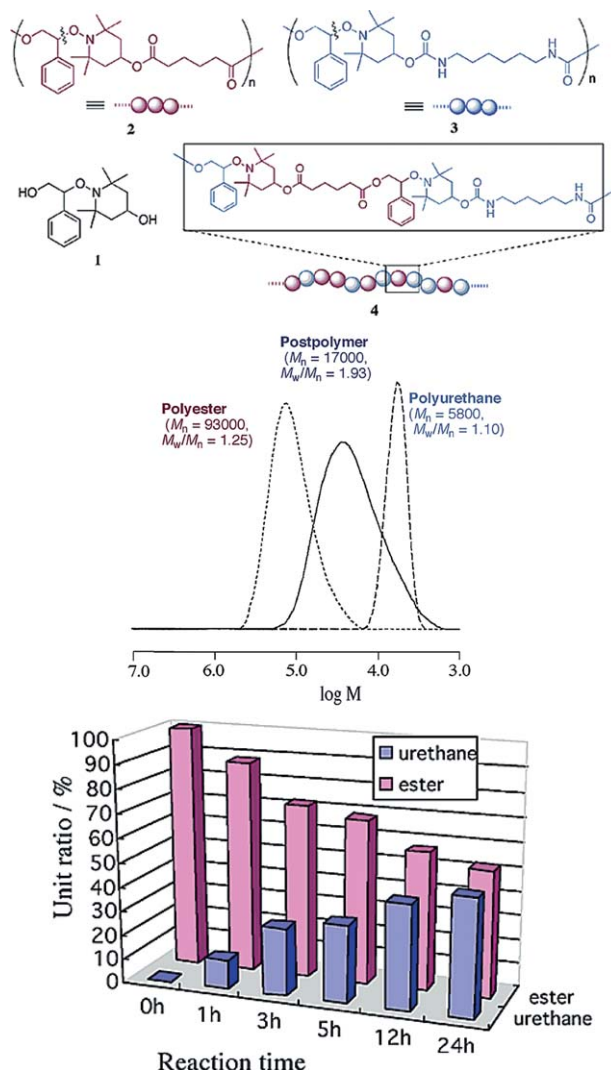 O
O
O
N
O
O
O
n
O
O
N
O
O
N
H
H
N
O
n
≡
2
≡
3
HO
O
N
OH
1
O
O
N
O
O
O
O
O
N
O
O
N
H
H
N
O
4
Postpolymer
(Mn = 17000,
Mw/Mn = 1.93)
Polyester
(Mn = 93000,
Mw/Mn = 1.25)
Polyurethane
(Mn = 5800,
Mw/Mn = 1.10)
7.0 6.0 5.0 4.0 3.0
log M
Unit ratio / %
100
90
80
70
60
50
40
30
20
10
0
urethane
ester
0h 1h 3h 5h 12h 24h
ester
urethane
Reaction time